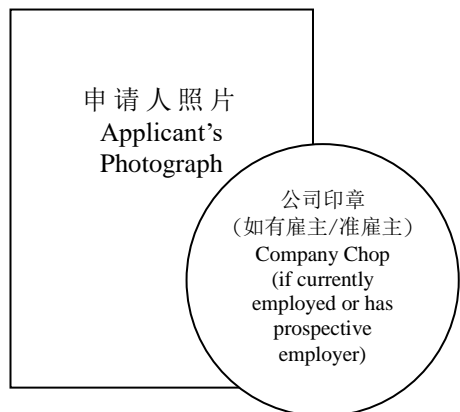 申请人照片
Applicant’s
Photograph
公司印章
（如有雇主/准雇主）
Company Chop
(if currently
employed or has
prospective
employer)